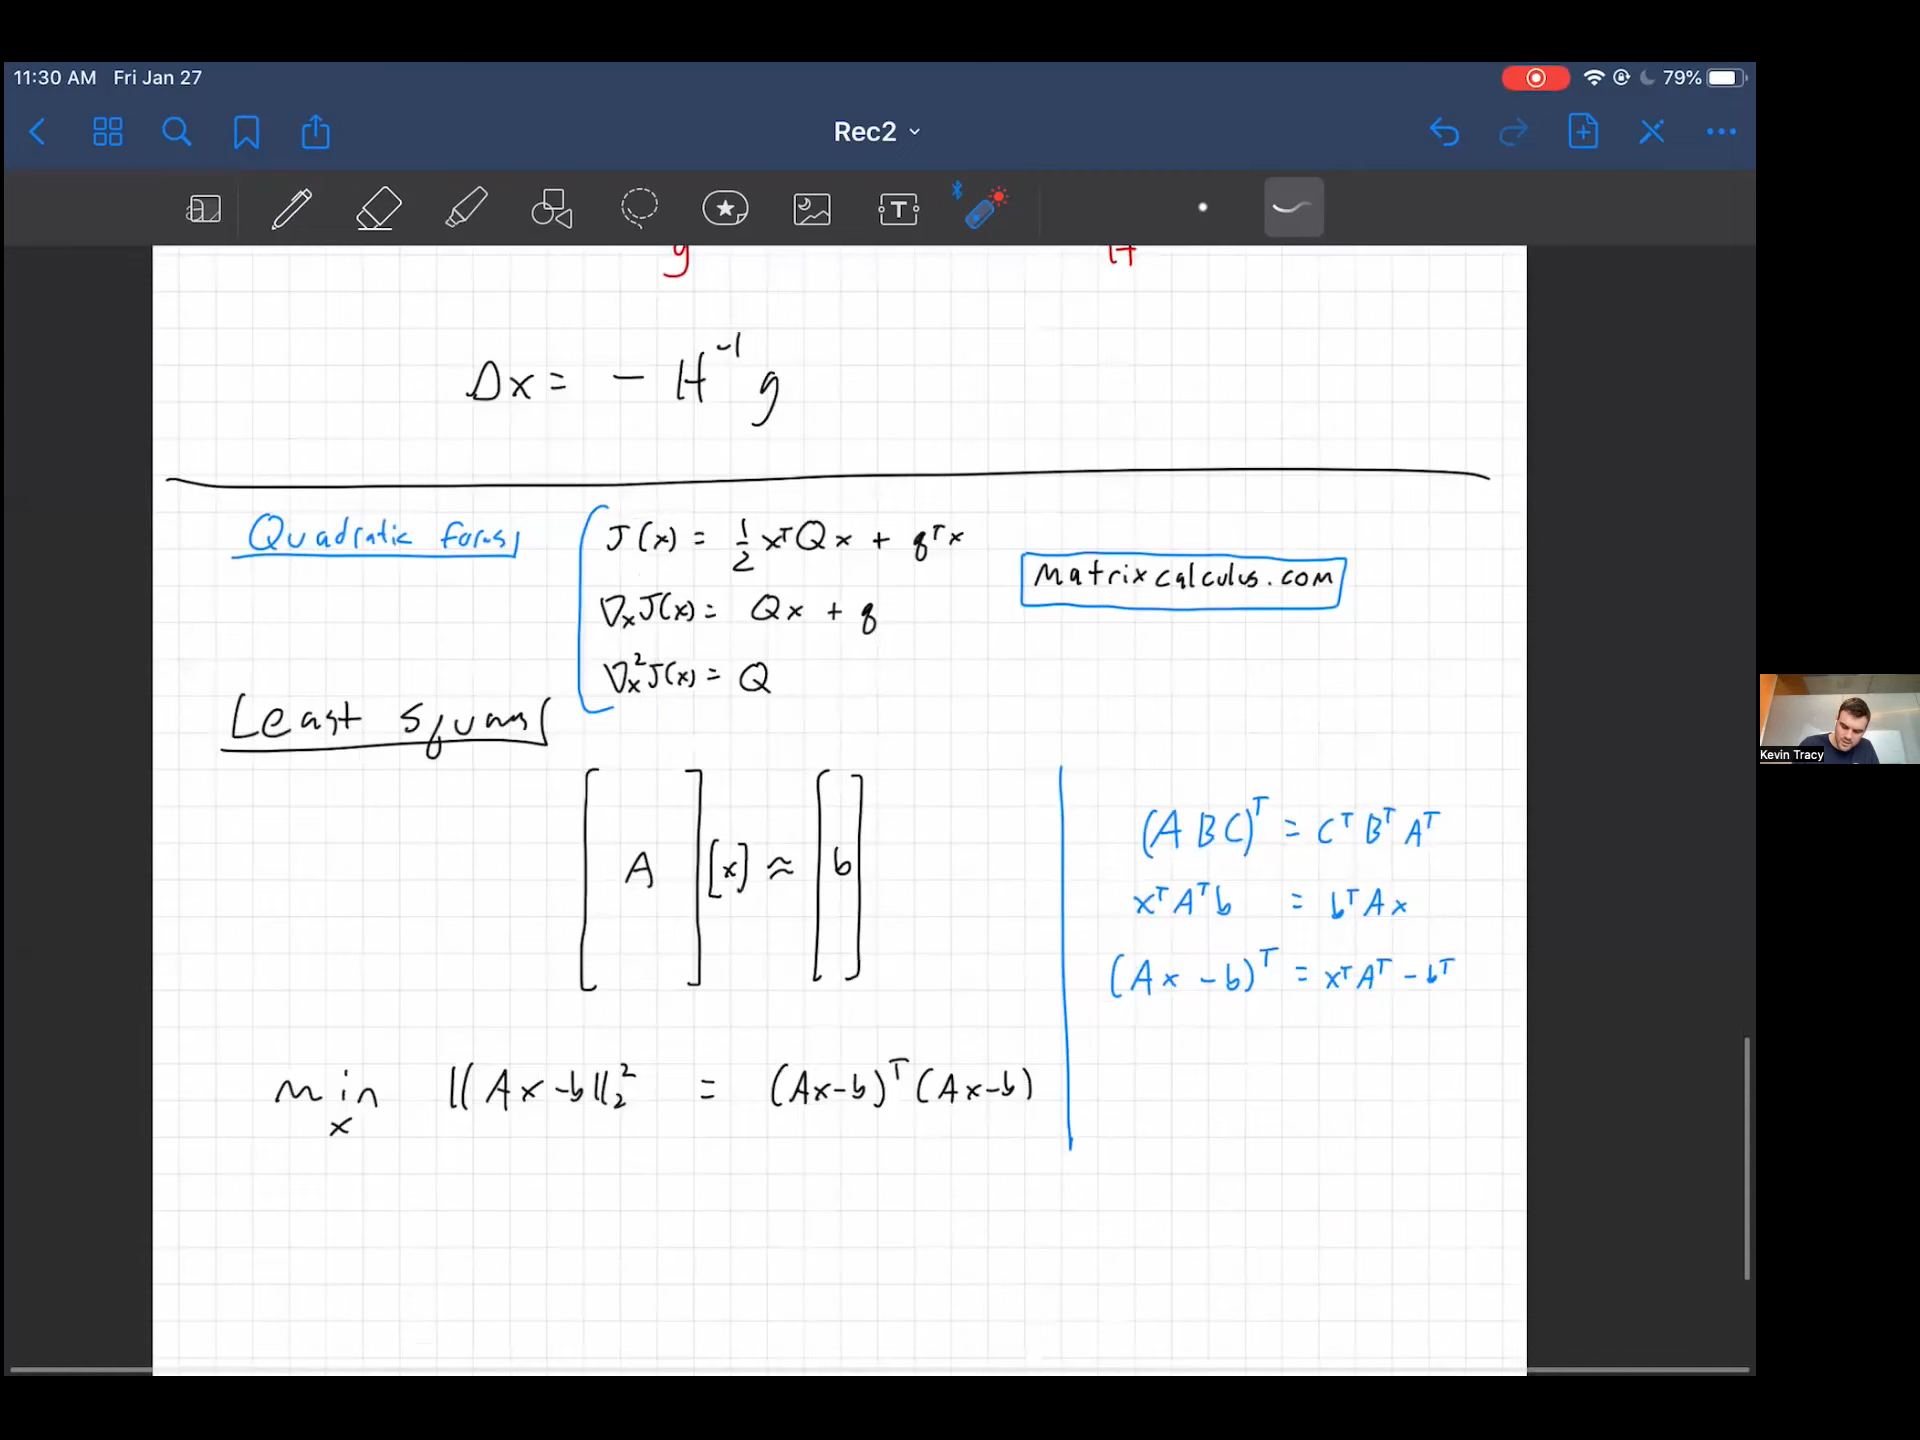 11:30 AM Fri Jan 27
79%
Rec2
T
g
H
Δx = - H⁻¹ g
Quadratic forms
J(x) = 1/2 xᵀQx + qᵀx
∇ₓJ(x) = Qx + q
∇ₓ²J(x) = Q
matrixcalculus.com
Least squares
[A][x] ≈ [b]
(ABC)ᵀ = CᵀBᵀAᵀ
xᵀAᵀb = bᵀAx
(Ax - b)ᵀ = xᵀAᵀ - bᵀ
min ||Ax - b||₂² = (Ax - b)ᵀ(Ax - b)
x
Kevin Tracy